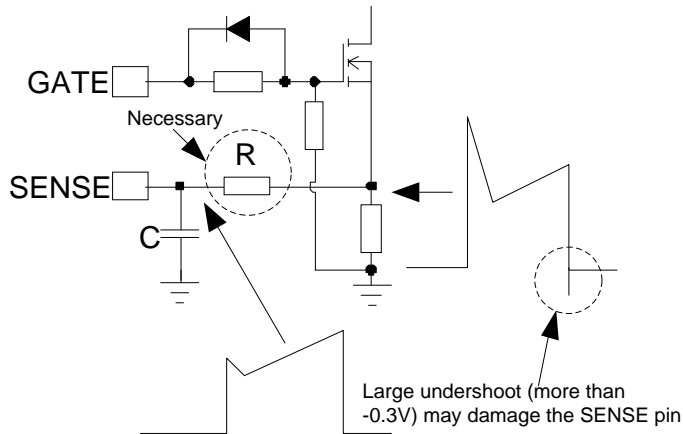 GATE
Necessary
R
SENSE
C
Large undershoot (more than
-0.3V) may damage the SENSE pin